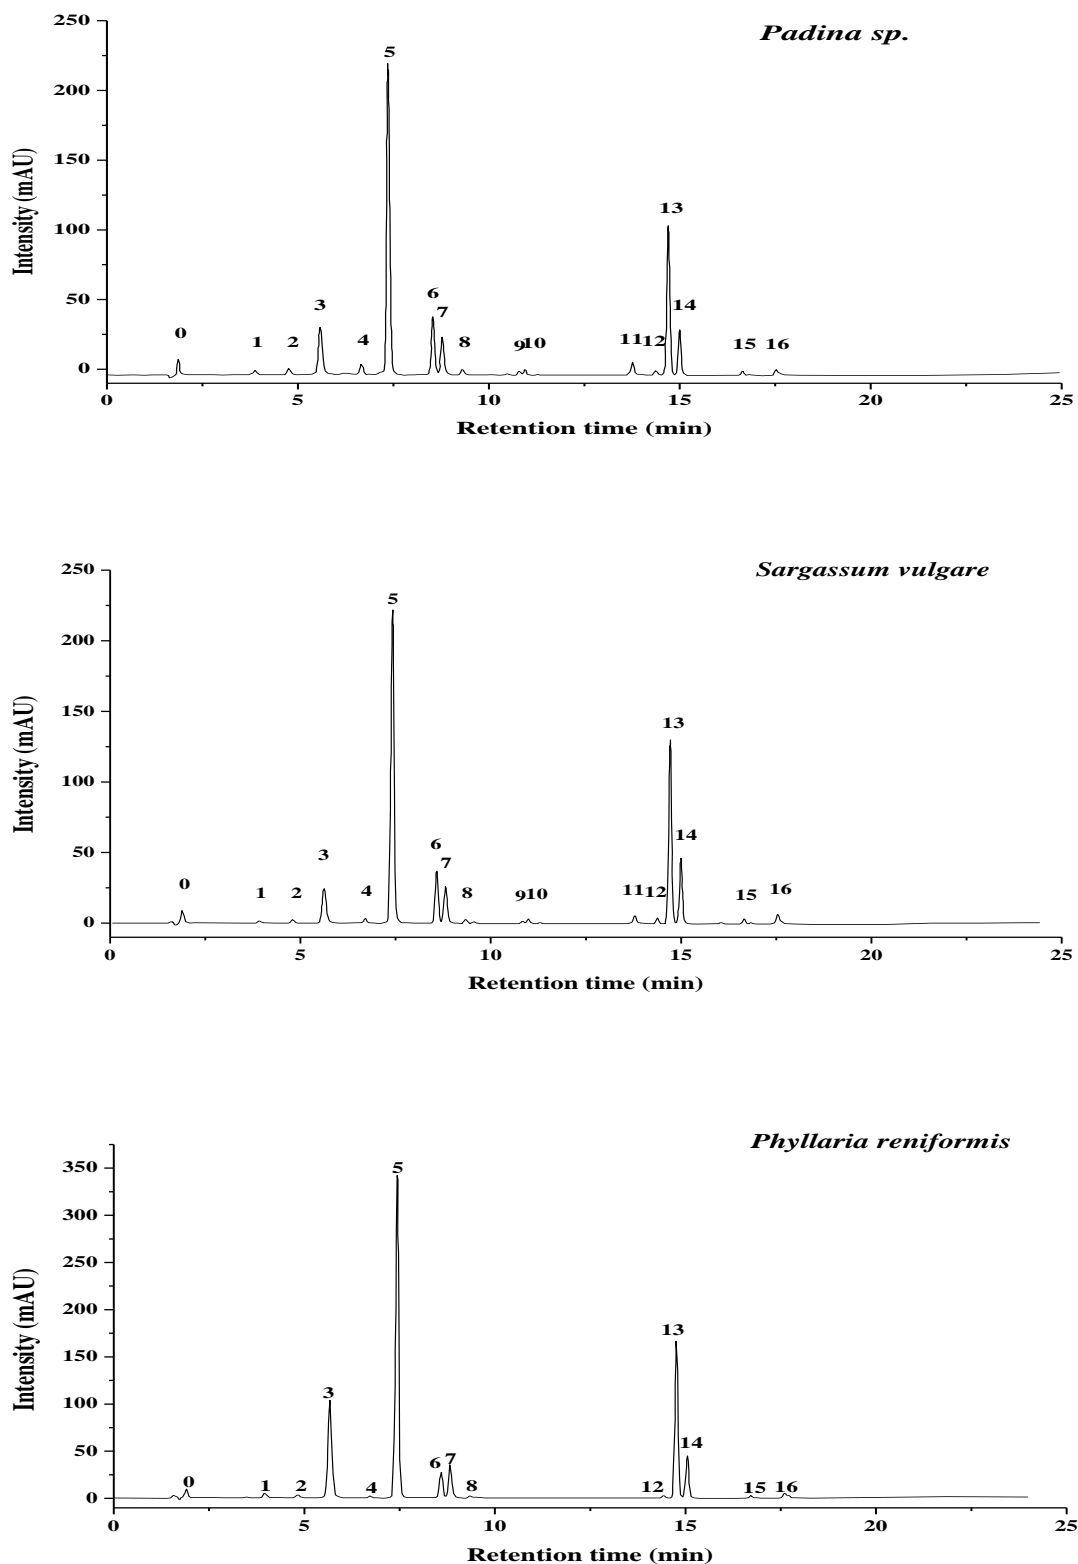 Padina sp.
250
200
150
100
50
0
Intensity (mAU)
0 1 2 3 4 5 6 7 8 9 10 11 12 13 14 15 16
0 5 10 15 20 25
Retention time (min)
Sargassum vulgare
250
200
150
100
50
0
Intensity (mAU)
0 1 2 3 4 5 6 7 8 9 10 11 12 13 14 15 16
0 5 10 15 20 25
Retention time (min)
Phyllaria reniformis
350
300
250
200
150
100
50
0
Intensity (mAU)
0 1 2 3 4 5 6 7 8 12 13 14 15 16
0 5 10 15 20 25
Retention time (min)